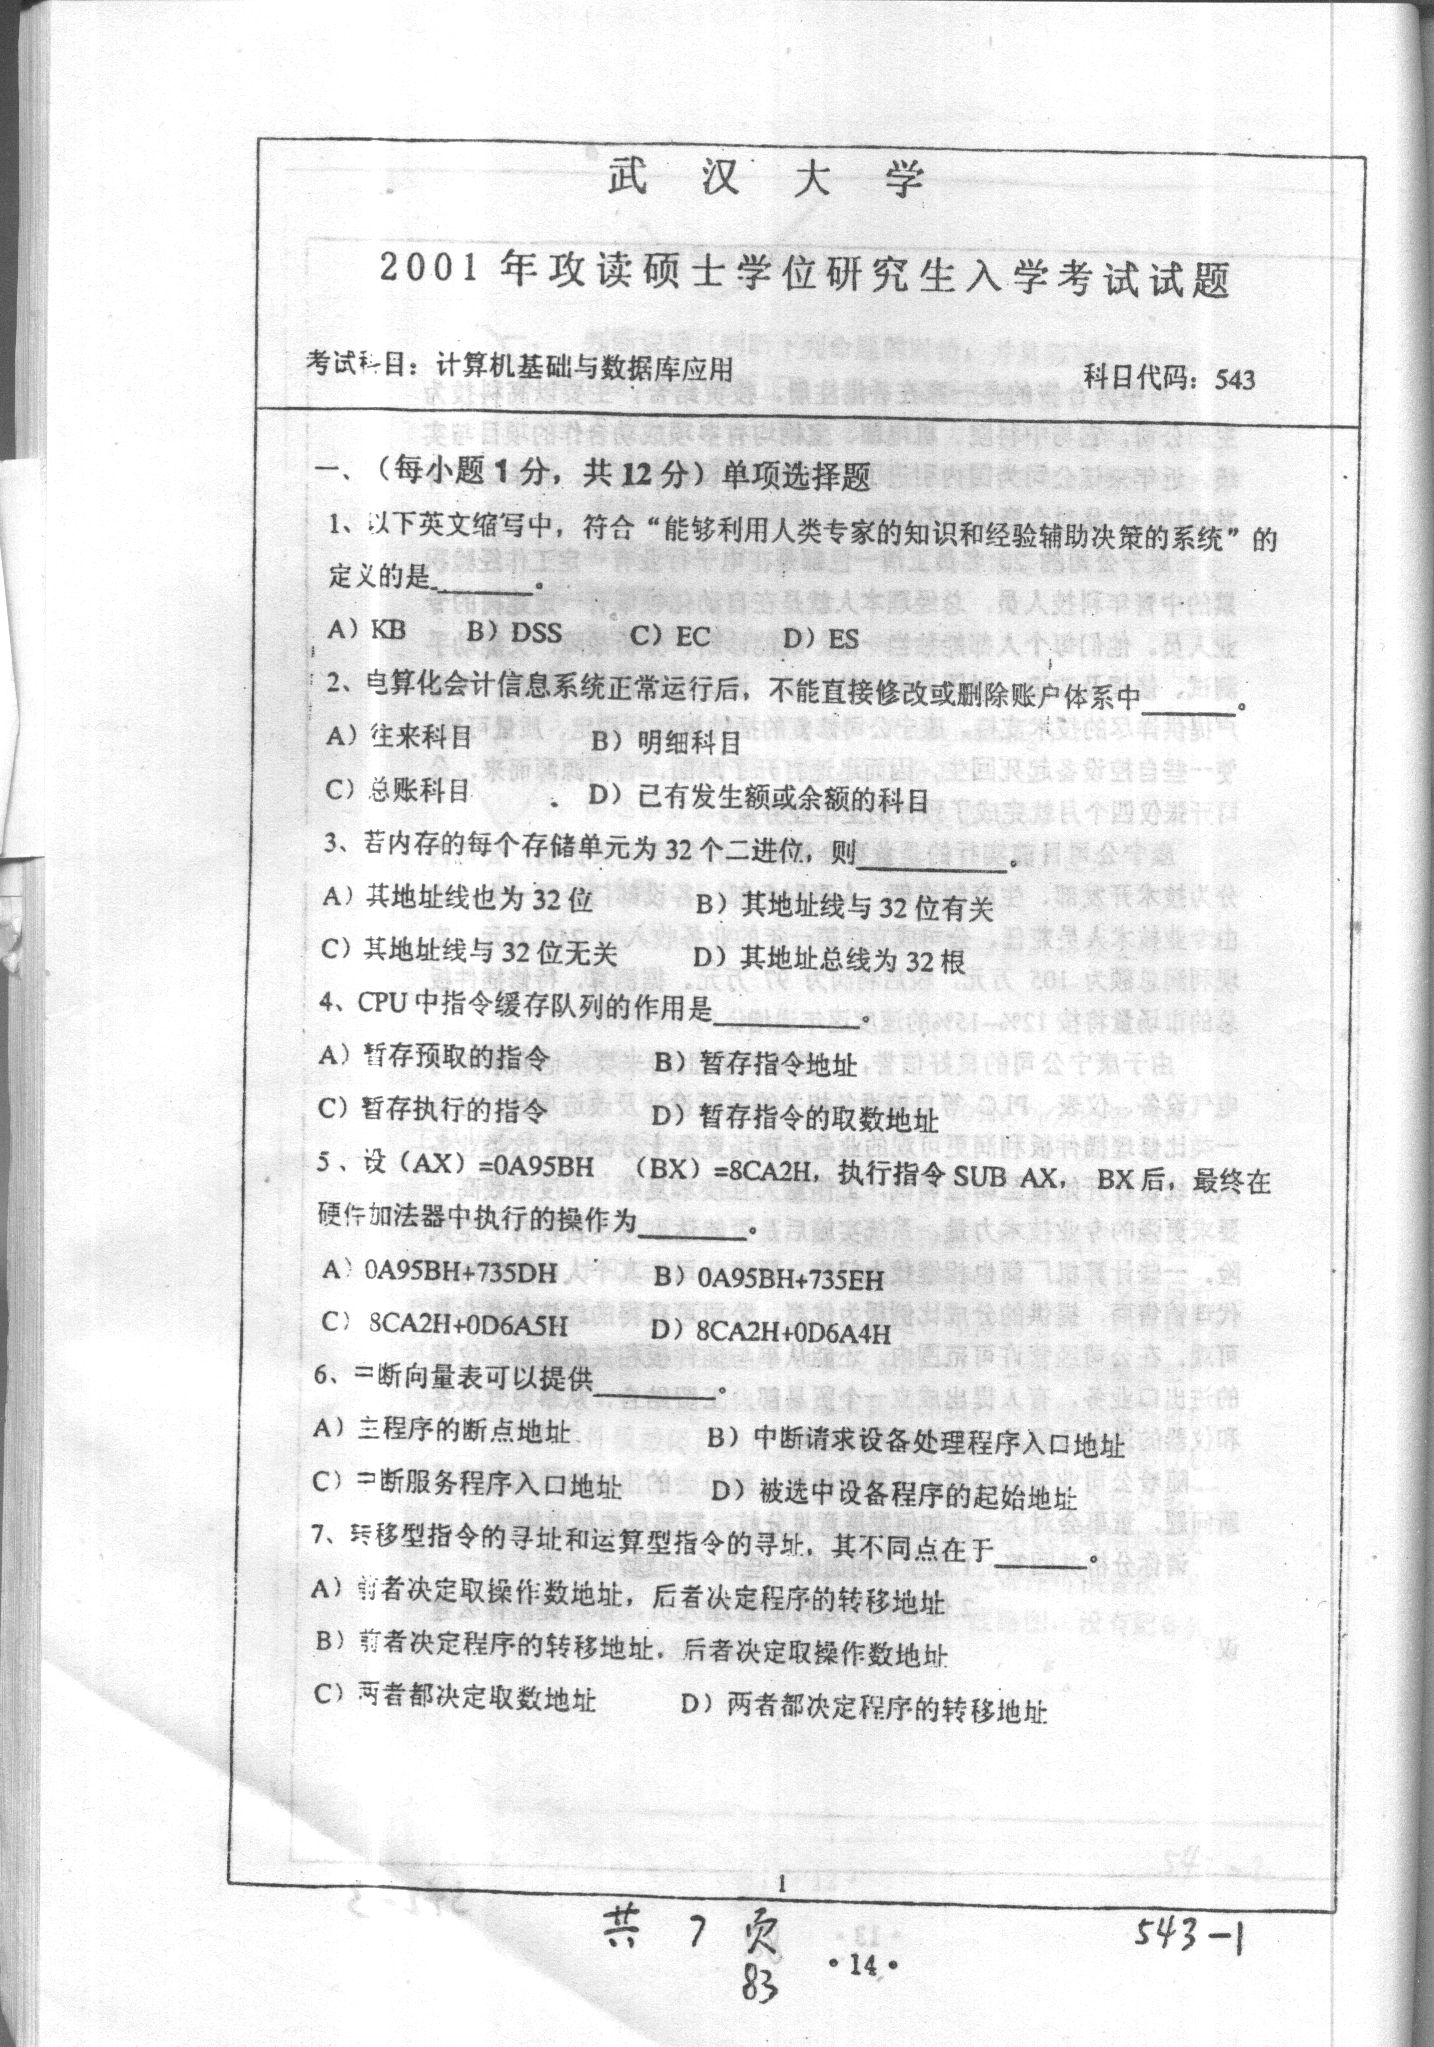 武 汉 大 学
2001 年攻读硕士学位研究生入学考试试题
考试科目：计算机基础与数据库应用 科目代码：543
一、（每小题 1 分，共 12 分）单项选择题
1、以下英文缩写中，符合“能够利用人类专家的知识和经验辅助决策的系统”的
定义的是________。
A）KB B）DSS C）EC D）ES
2、电算化会计信息系统正常运行后，不能直接修改或删除账户体系中_______。
A）往来科目 B）明细科目
C）总账科目 D）已有发生额或余额的科目
3、若内存的每个存储单元为 32 个二进位，则___________。
A）其地址线也为 32 位 B）其地址线与 32 位有关
C）其地址线与 32 位无关 D）其地址总线为 32 根
4、CPU 中指令缓存队列的作用是___________。
A）暂存预取的指令 B）暂存指令地址
C）暂存执行的指令 D）暂存指令的取数地址
5、设（AX）=0A95BH （BX）=8CA2H，执行指令 SUB AX， BX 后，最终在
硬件加法器中执行的操作为________。
A）0A95BH+735DH B）0A95BH+735EH
C）8CA2H+0D6A5H D）8CA2H+0D6A4H
6、中断向量表可以提供_________。
A）主程序的断点地址 B）中断请求设备处理程序入口地址
C）中断服务程序入口地址 D）被选中设备程序的起始地址
7、转移型指令的寻址和运算型指令的寻址，其不同点在于_______。
A）前者决定取操作数地址，后者决定程序的转移地址
B）前者决定程序的转移地址，后者决定取操作数地址
C）两者都决定取数地址 D）两者都决定程序的转移地址
1
共 7 页 543-1
83 ·14·